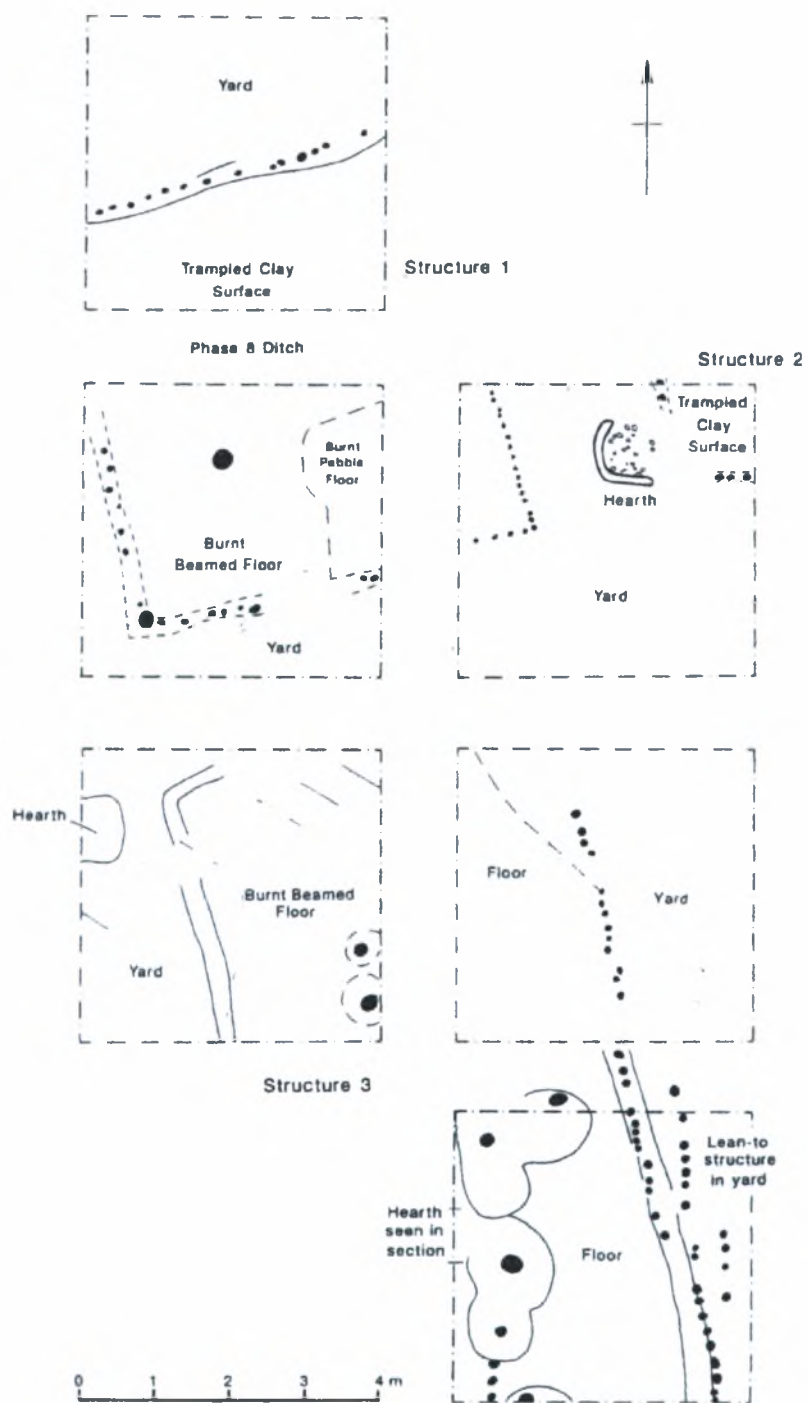 Yard
Trampled Clay
Surface
Structure 1
Phase 8 Ditch
Structure 2
Burnt
Pebble
Floor
Burnt
Beamed Floor
Yard
Trampled
Clay
Surface
Hearth
Yard
Hearth
Burnt Beamed
Floor
Yard
Floor
Yard
Structure 3
Lean-to
structure
in yard
Hearth
seen in
section
Floor
0 1 2 3 4 m